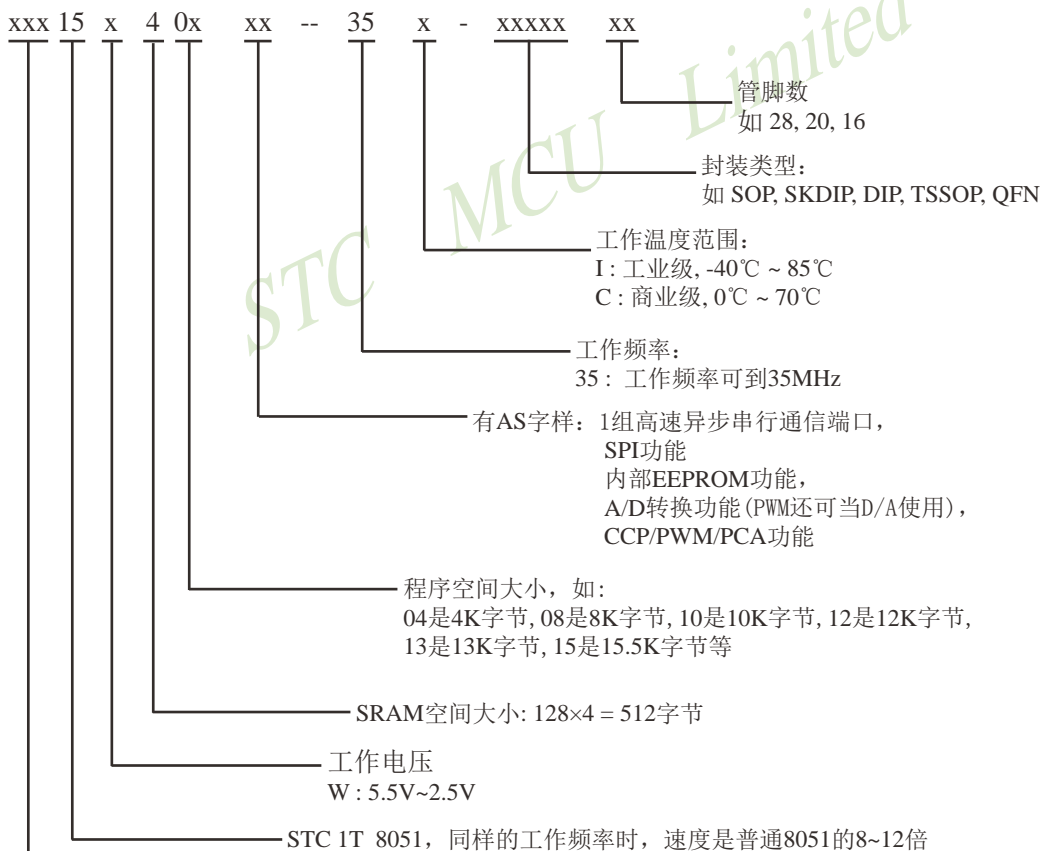 xxx 15 x 4 0x xx -- 35 x - xxxxx xx
管脚数
如 28, 20, 16
封装类型：
如 SOP, SKDIP, DIP, TSSOP, QFN
工作温度范围：
I : 工业级, -40℃ ~ 85℃
C : 商业级, 0℃ ~ 70℃
工作频率：
35 : 工作频率可到35MHz
有AS字样：1组高速异步串行通信端口，
SPI功能
内部EEPROM功能，
A/D转换功能(PWM还可当D/A使用)，
CCP/PWM/PCA功能
程序空间大小，如:
04是4K字节, 08是8K字节, 10是10K字节, 12是12K字节,
13是13K字节, 15是15.5K字节等
SRAM空间大小: 128×4 = 512字节
工作电压
W : 5.5V~2.5V
STC 1T 8051，同样的工作频率时，速度是普通8051的8~12倍
STC MCU Limited